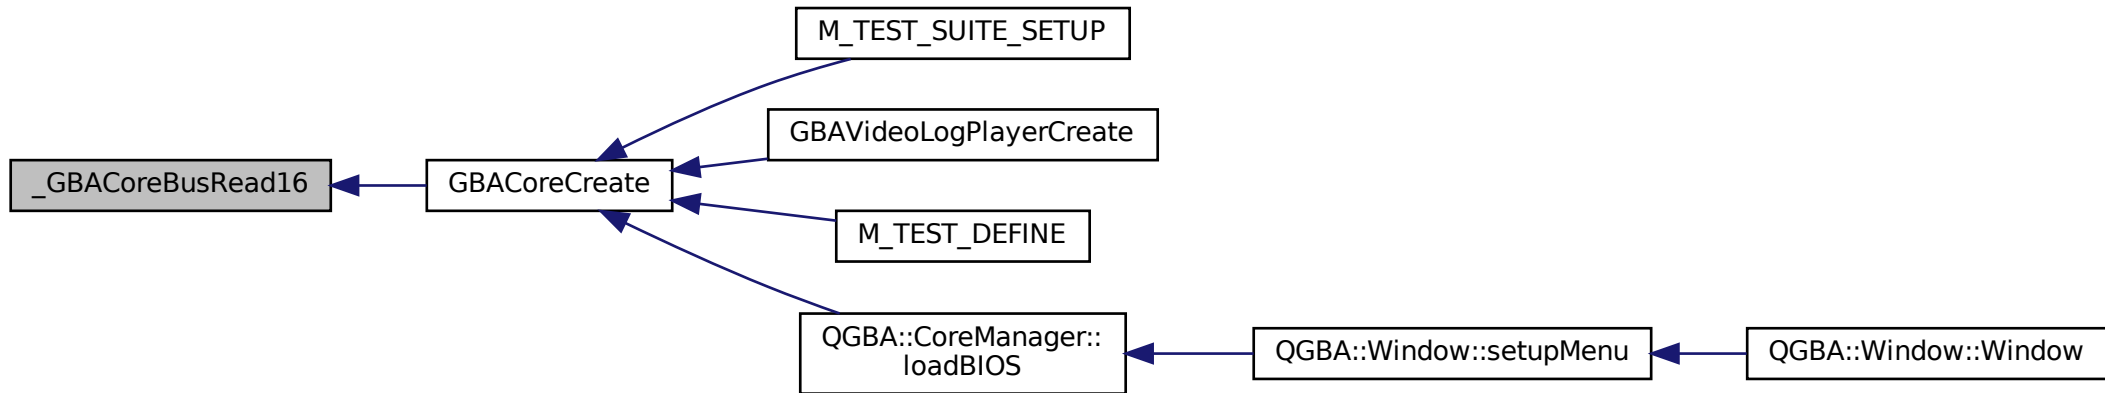 M_TEST_SUITE_SETUP
GBAVideoLogPlayerCreate
_GBACoreBusRead16
GBACoreCreate
M_TEST_DEFINE
QGBA::CoreManager::
loadBIOS
QGBA::Window::setupMenu
QGBA::Window::Window